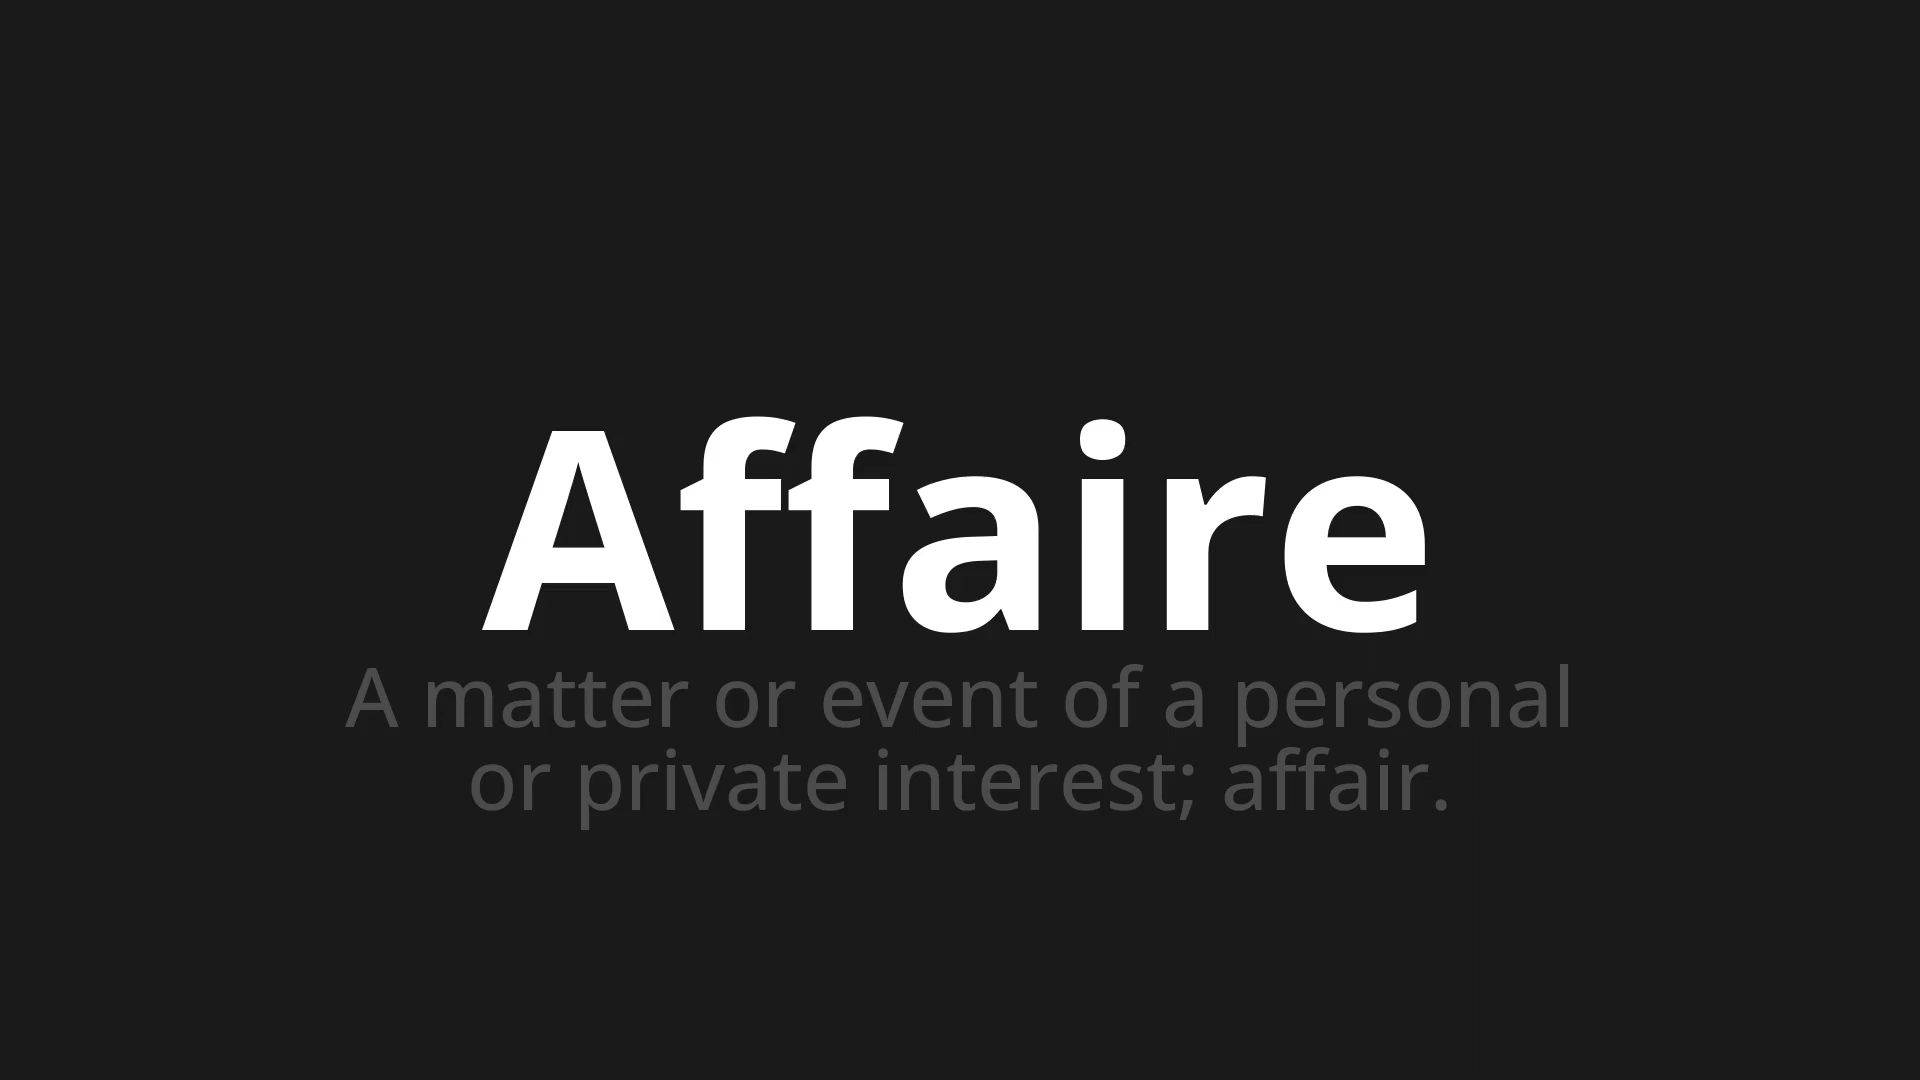 Affaire
A matter or event of a personal
or private interest; affair.